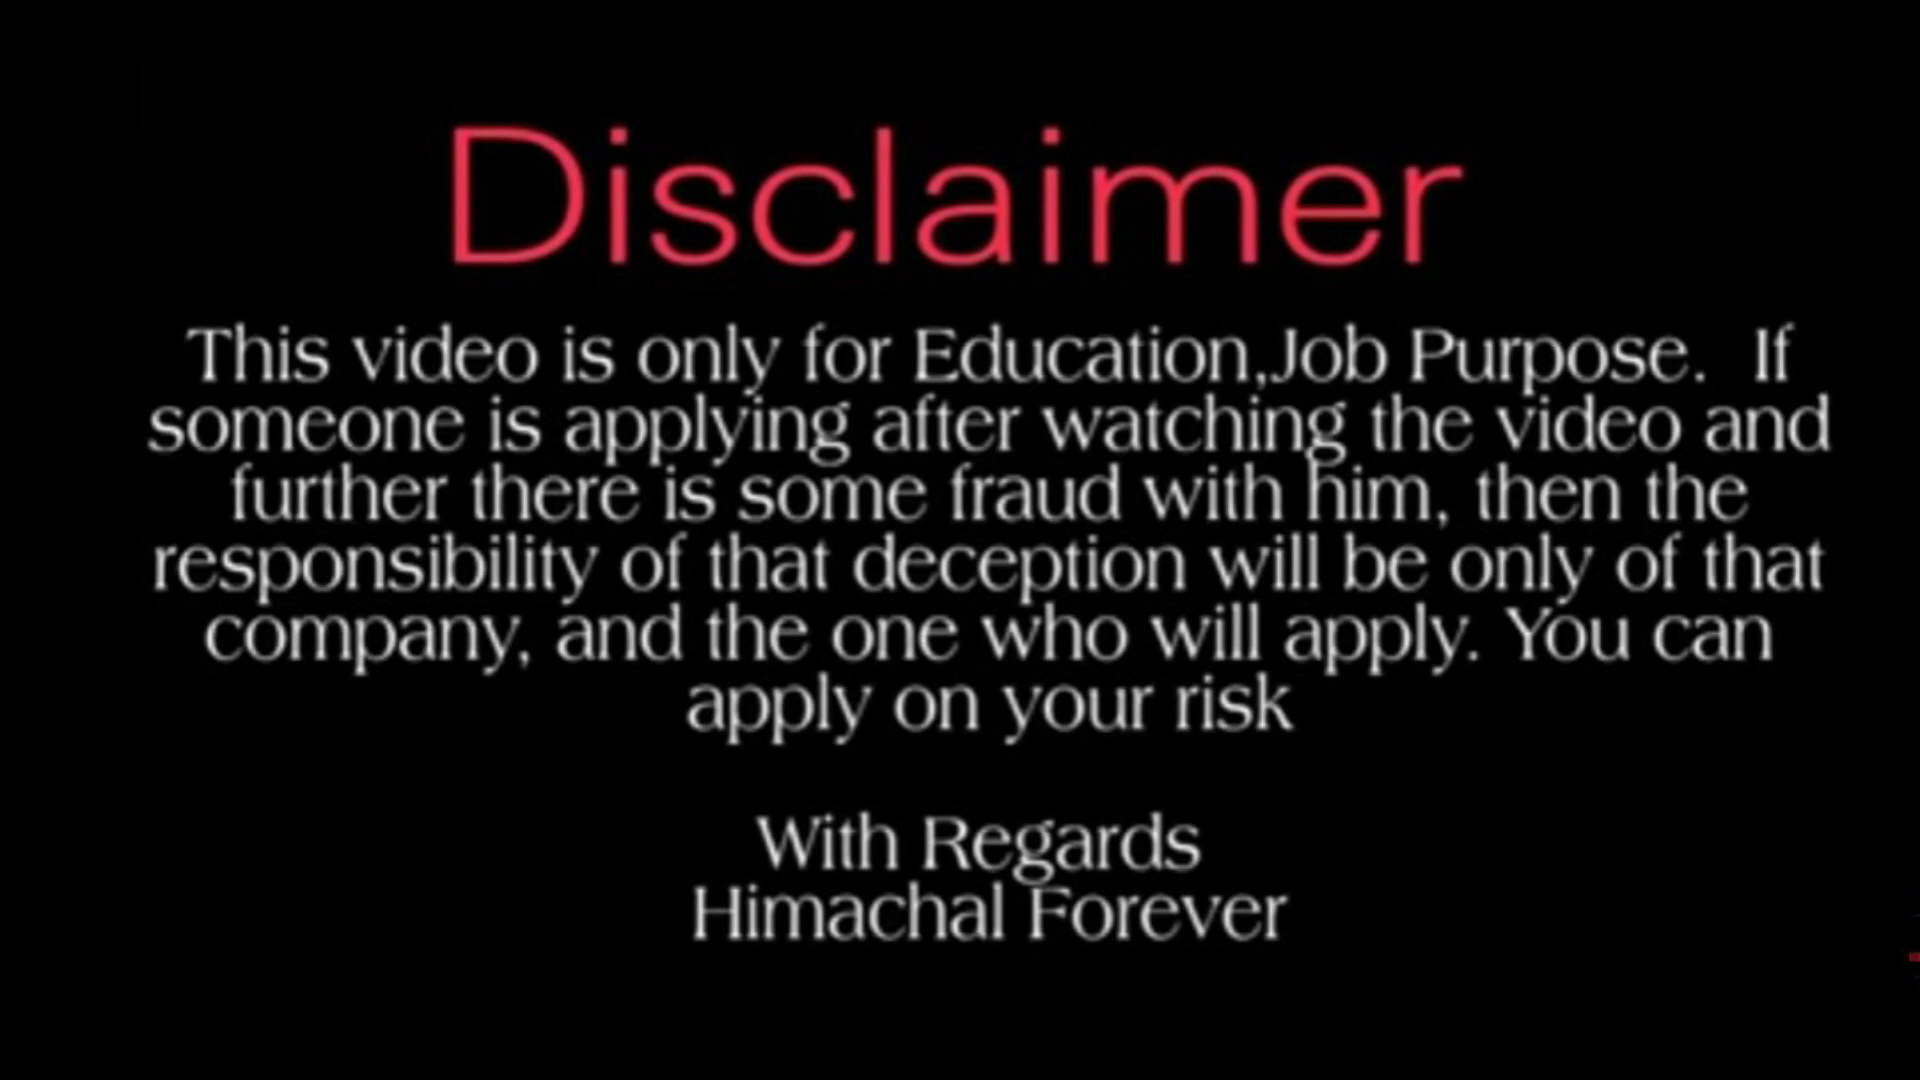 Disclaimer
This video is only for Education,Job Purpose.  If
someone is applying after watching the video and
further there is some fraud with him, then the
responsibility of that deception will be only of that
company, and the one who will apply. You can
apply on your risk
With Regards
Himachal Forever